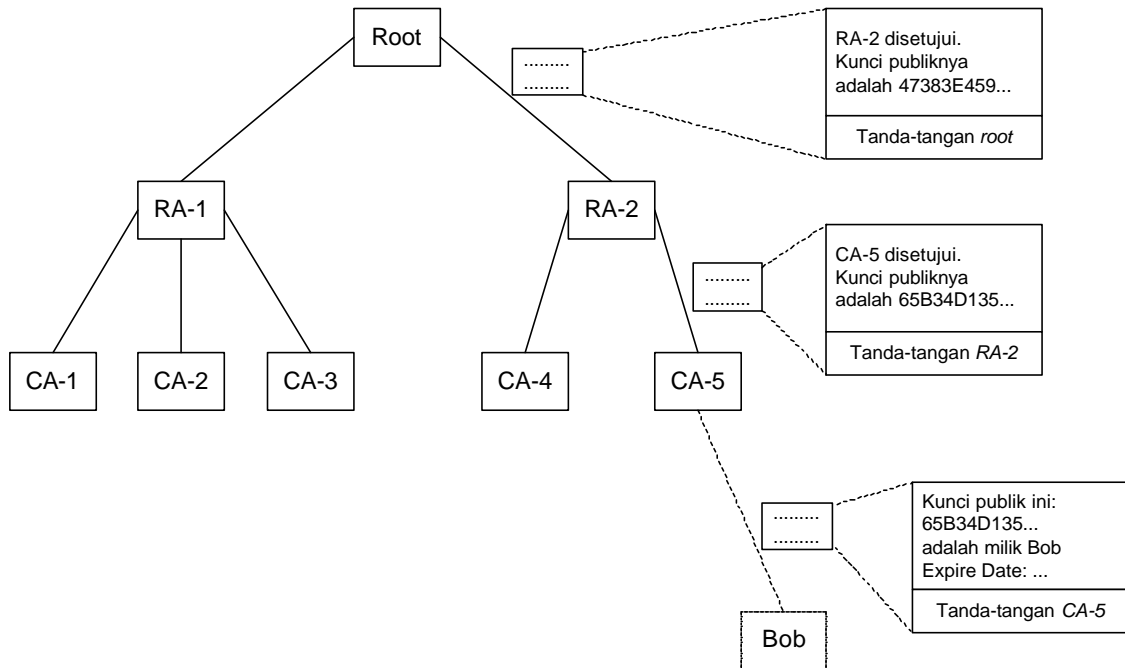 Root
.........
.........
RA-2 disetujui.
Kunci publiknya
adalah 47383E459...
Tanda-tangan root
RA-1
RA-2
.........
.........
CA-5 disetujui.
Kunci publiknya
adalah 65B34D135...
Tanda-tangan RA-2
CA-1
CA-2
CA-3
CA-4
CA-5
.........
.........
Kunci publik ini:
65B34D135...
adalah milik Bob
Expire Date: ...
Tanda-tangan CA-5
Bob